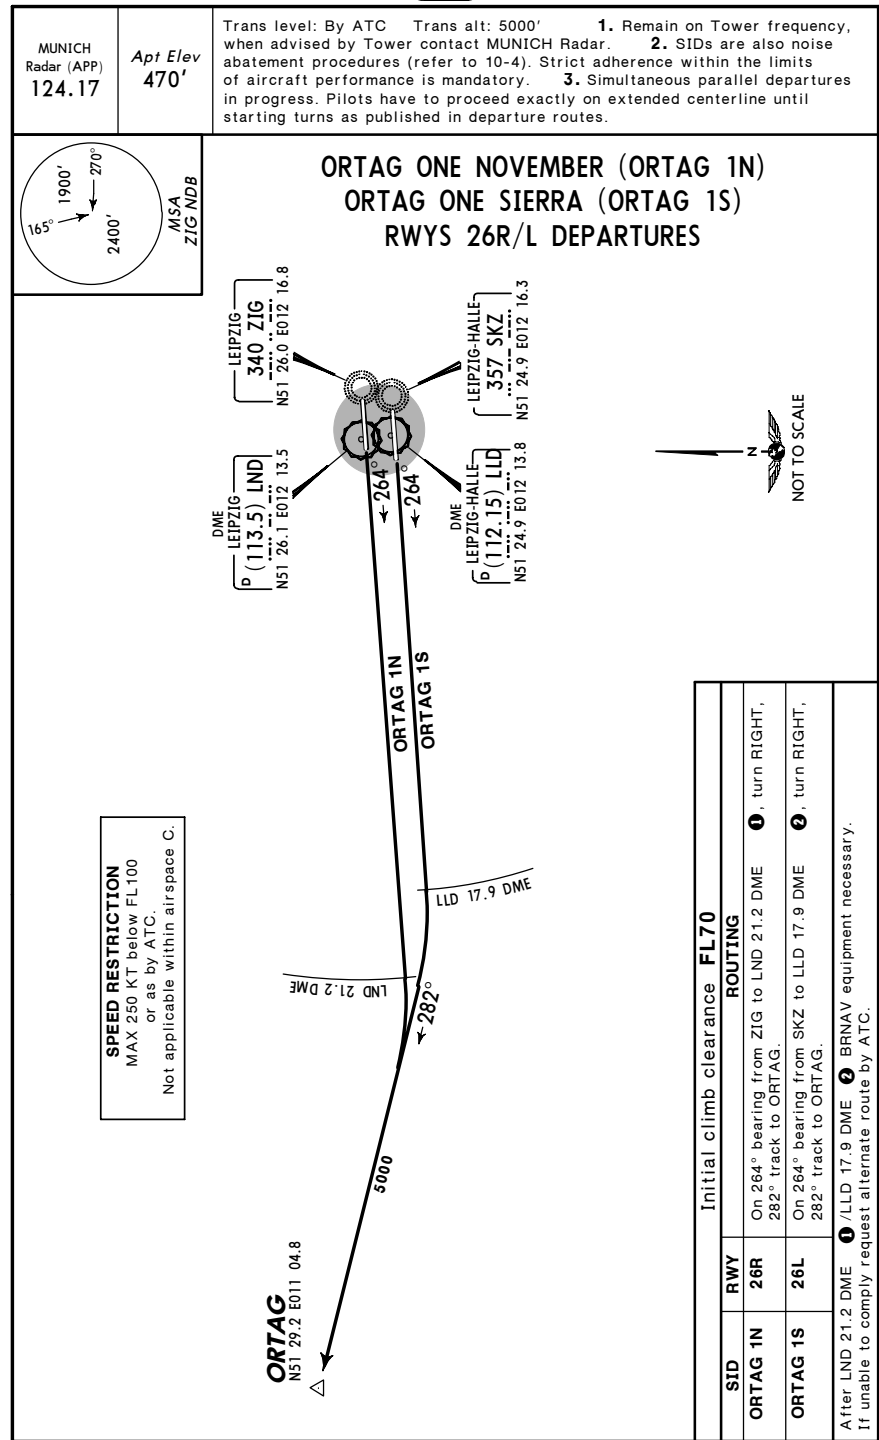 MUNICH
Radar (APP)
124.17
Apt Elev
470'
Trans level: By ATC Trans alt: 5000' 1. Remain on Tower frequency,
when advised by Tower contact MUNICH Radar. 2. SIDs are also noise
abatement procedures (refer to 10-4). Strict adherence within the limits
of aircraft performance is mandatory. 3. Simultaneous parallel departures
in progress. Pilots have to proceed exactly on extended centerline until
starting turns as published in departure routes.
165°
1900'
270°
2400'
MSA
ZIG NDB
ORTAG ONE NOVEMBER (ORTAG 1N)
ORTAG ONE SIERRA (ORTAG 1S)
RWYS 26R/L DEPARTURES
LEIPZIG
340 ZIG
N51 26.0 E012 16.8
LEIPZIG-HALLE
357 SKZ
N51 24.9 E012 16.3
DME
LEIPZIG
D (113.5) LND
N51 26.1 E012 13.5
DME
LEIPZIG-HALLE
D (112.15) LLD
N51 24.9 E012 13.8
N
NOT TO SCALE
264°
264°
ORTAG 1N
ORTAG 1S
LLD 17.9 DME
LND 21.2 DME
282°
5000
ORTAG
N51 29.2 E011 04.8
SPEED RESTRICTION
MAX 250 KT below FL100
or as by ATC.
Not applicable within airspace C.
Initial climb clearance FL70
SID RWY ROUTING
ORTAG 1N 26R On 264° bearing from ZIG to LND 21.2 DME ❶, turn RIGHT,
282° track to ORTAG.
ORTAG 1S 26L On 264° bearing from SKZ to LLD 17.9 DME ❷, turn RIGHT,
282° track to ORTAG.
After LND 21.2 DME ❶/LLD 17.9 DME ❷ BRNAV equipment necessary.
If unable to comply request alternate route by ATC.